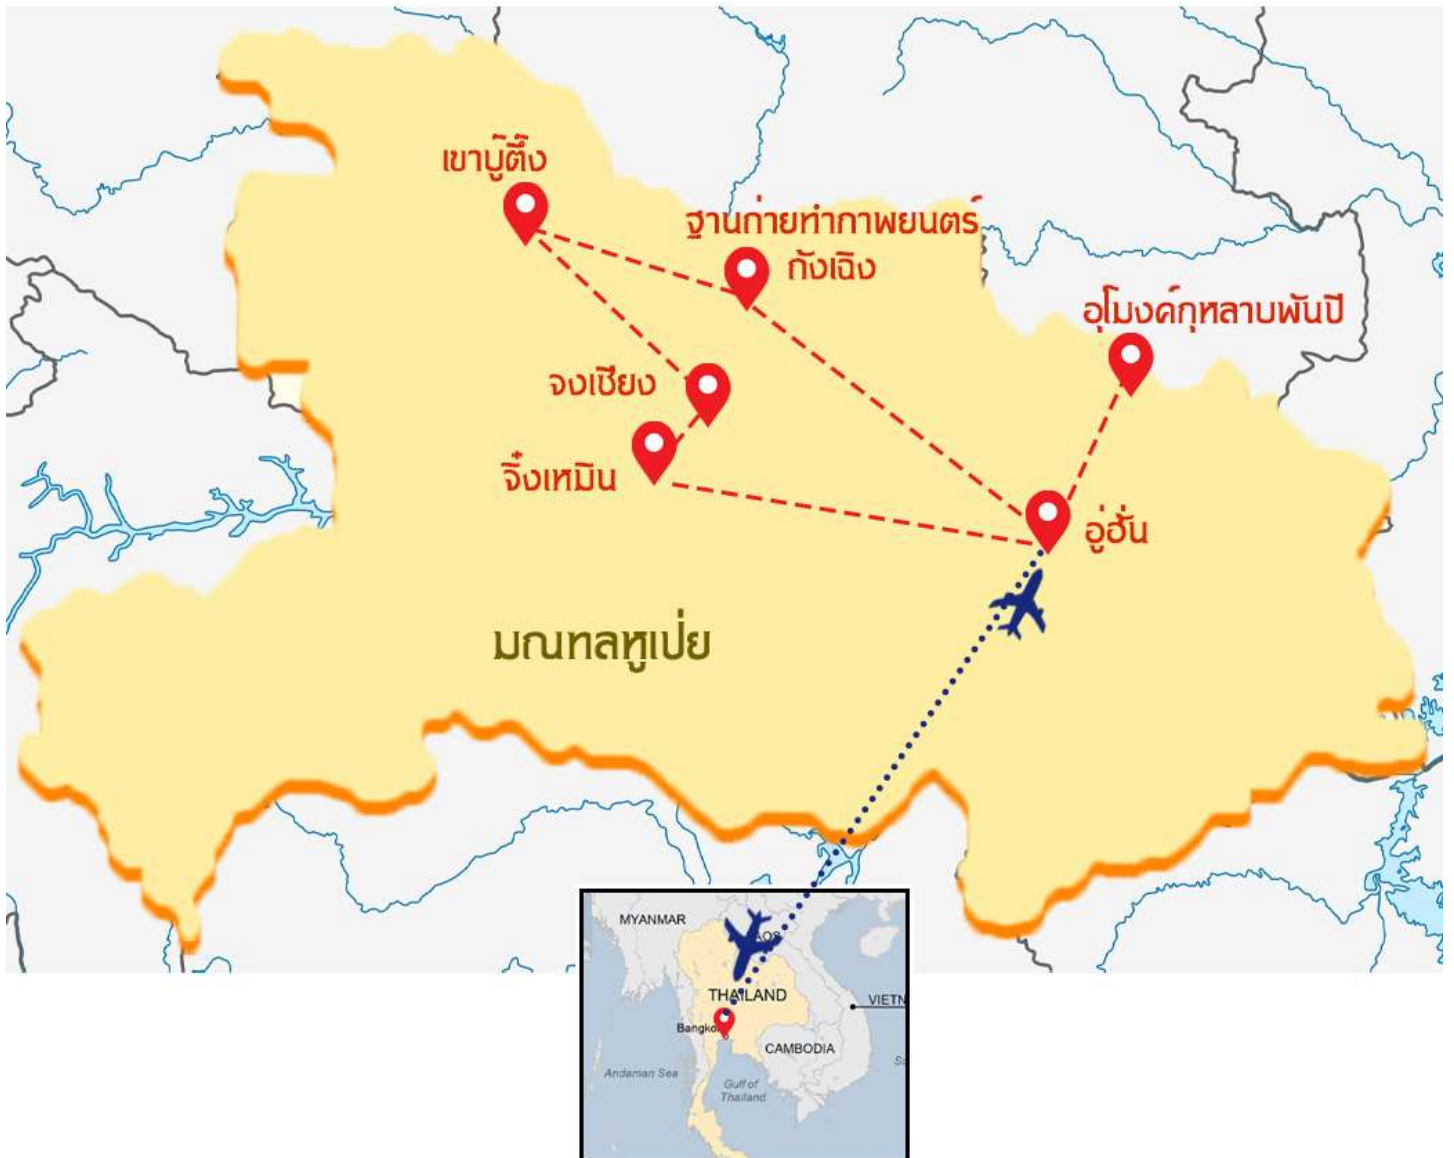 เขาบู๊ตึ๊ง
ฐานถ่ายทำภาพยนตร์
ถังเฉิง
อุโมงค์กุหลาบพันปี
จงเซียง
จิ๋งเหมิน
อู่ฮั่น
มณฑลหูเป่ย
MYANMAR
AOS
THAILAND
VIETN
Bangko
CAMBODIA
Andaman Sea
Gulf of
Thailand